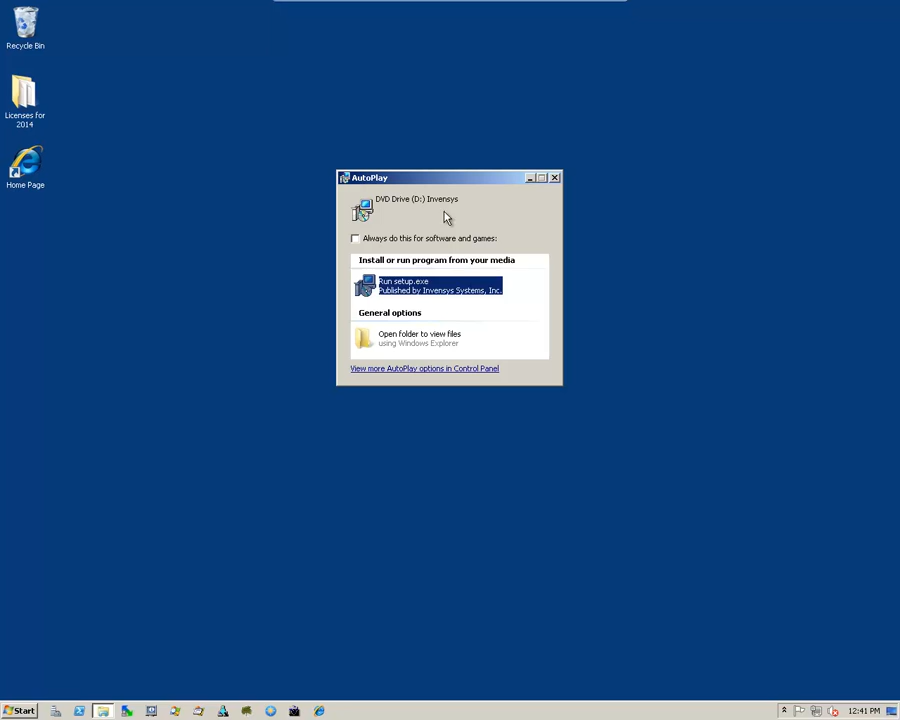 Recycle Bin
Licenses for
2014
Home Page
AutoPlay
DVD Drive (D:) Invensys
Always do this for software and games:
Install or run program from your media
Run setup.exe
Published by Invensys Systems, Inc.
General options
Open folder to view files
using Windows Explorer
View more AutoPlay options in Control Panel
Start
12:41 PM